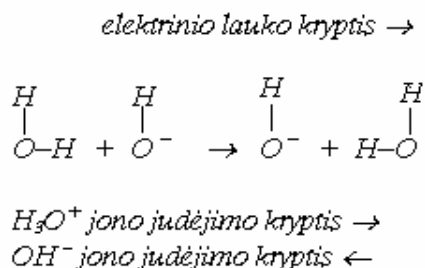 elektrinio lauko kryptis →
H H H H
O–H + O⁻ → O⁻ + H–O
H₃O⁺ jono judėjimo kryptis →
OH⁻ jono judėjimo kryptis ←